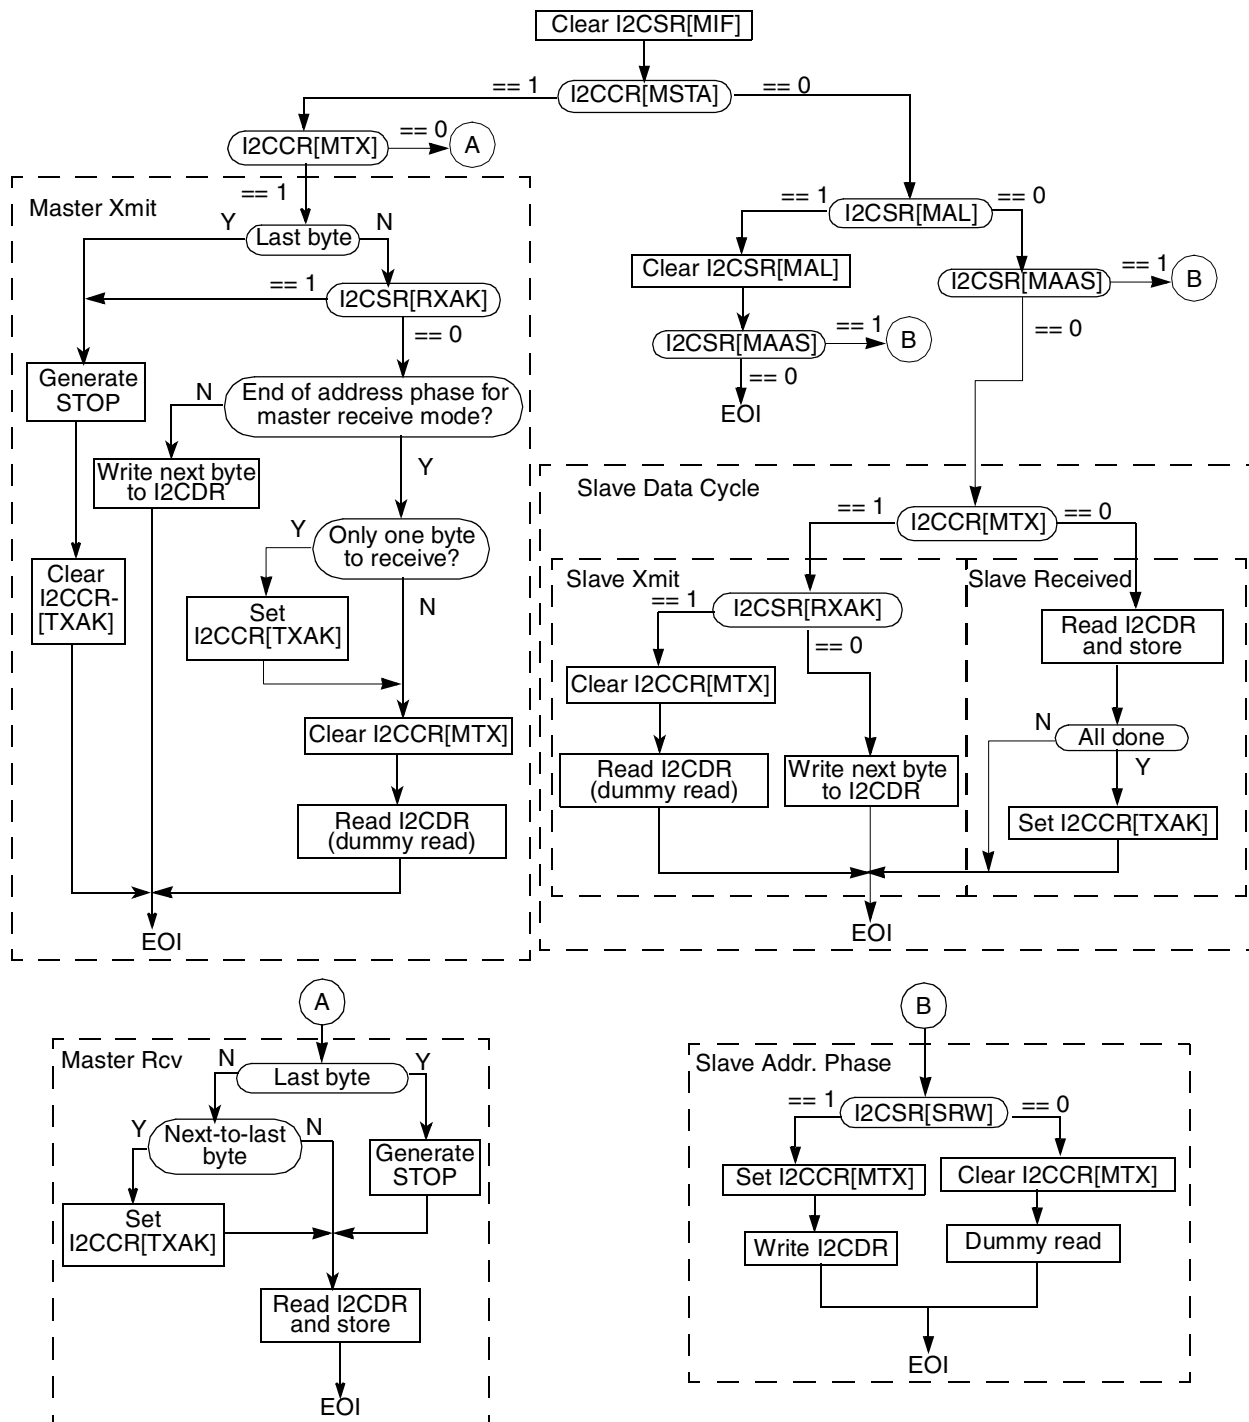 Clear I2CSR[MIF]
== 1
I2CCR[MSTA]
== 0
I2CCR[MTX]
== 0
A
== 1
Master Xmit
Y
Last byte
N
== 1
I2CSR[RXAK]
== 0
Generate
STOP
End of address phase for
master receive mode?
N
Y
Write next byte
to I2CDR
Only one byte
to receive?
Y
N
Clear
I2CCR-
[TXAK]
Set
I2CCR[TXAK]
Clear I2CCR[MTX]
Read I2CDR
(dummy read)
EOI
== 1
I2CSR[MAL]
== 0
Clear I2CSR[MAL]
I2CSR[MAAS]
== 1
B
== 0
I2CSR[MAAS]
== 1
B
== 0
EOI
Slave Data Cycle
== 1
I2CCR[MTX]
== 0
Slave Xmit
== 1
I2CSR[RXAK]
== 0
Clear I2CCR[MTX]
Read I2CDR
(dummy read)
Write next byte
to I2CDR
Slave Received
Read I2CDR
and store
N
All done
Y
Set I2CCR[TXAK]
EOI
A
Master Rcv
N
Last byte
Y
Y
Next-to-last
byte
N
Generate
STOP
Set
I2CCR[TXAK]
Read I2CDR
and store
EOI
B
Slave Addr. Phase
== 1
I2CSR[SRW]
== 0
Set I2CCR[MTX]
Clear I2CCR[MTX]
Write I2CDR
Dummy read
EOI